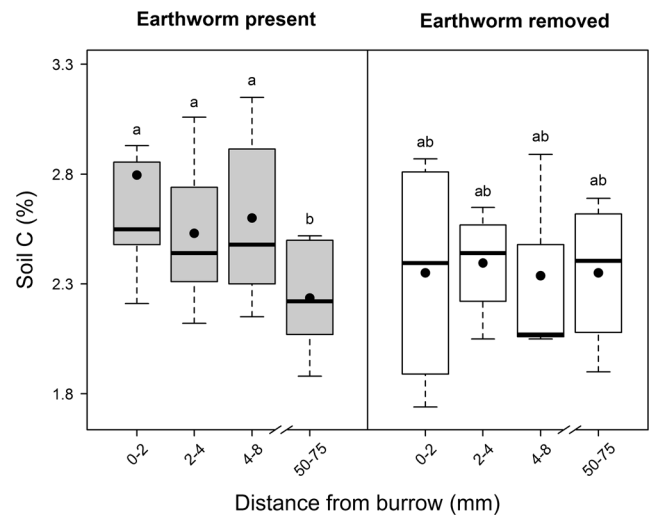 Earthworm present
Earthworm removed
Soil C (%)
3.3
2.8
2.3
1.8
a
a
a
b
ab
ab
ab
ab
0-2
2-4
4-8
50-75
0-2
2-4
4-8
50-75
Distance from burrow (mm)